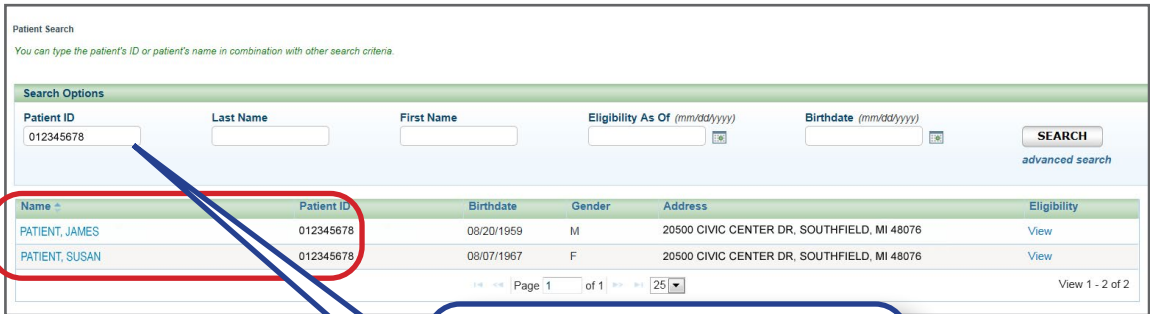 Patient Search
You can type the patient's ID or patient's name in combination with other search criteria.
Search Options
Patient ID Last Name First Name Eligibility As Of (mm/dd/yyyy) Birthdate (mm/dd/yyyy)
012345678 SEARCH
advanced search
Name Patient ID Birthdate Gender Address Eligibility
PATIENT, JAMES 012345678 08/20/1959 M 20500 CIVIC CENTER DR, SOUTHFIELD, MI 48076 View
PATIENT, SUSAN 012345678 08/07/1967 F 20500 CIVIC CENTER DR, SOUTHFIELD, MI 48076 View
Page 1 of 1 25 View 1 - 2 of 2